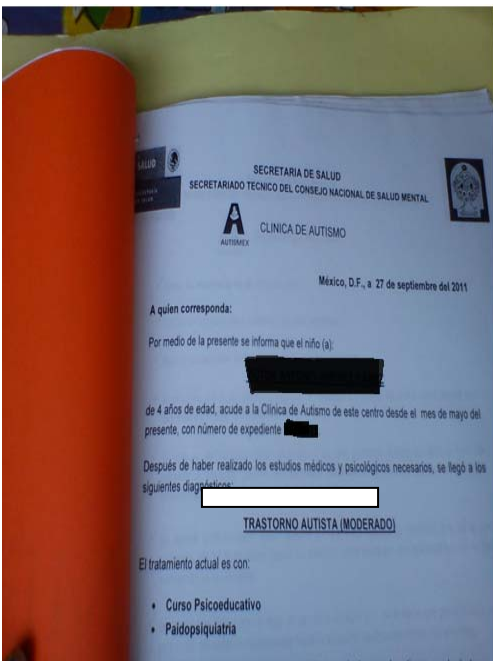 SALUD
SECRETARIA DE SALUD
SECRETARIADO TECNICO DEL CONSEJO NACIONAL DE SALUD MENTAL
AUTISMEX
CLINICA DE AUTISMO
México, D.F., a 27 de septiembre del 2011
A quien corresponda:
Por medio de la presente se informa que el niño (a):
de 4 años de edad, acude a la Clínica de Autismo de este centro desde el mes de mayo del
presente, con número de expediente
Después de haber realizado los estudios médicos y psicológicos necesarios, se llegó a los
siguientes diagnósticos:
TRASTORNO AUTISTA (MODERADO)
El tratamiento actual es con:
• Curso Psicoeducativo
• Paidopsiquiatria